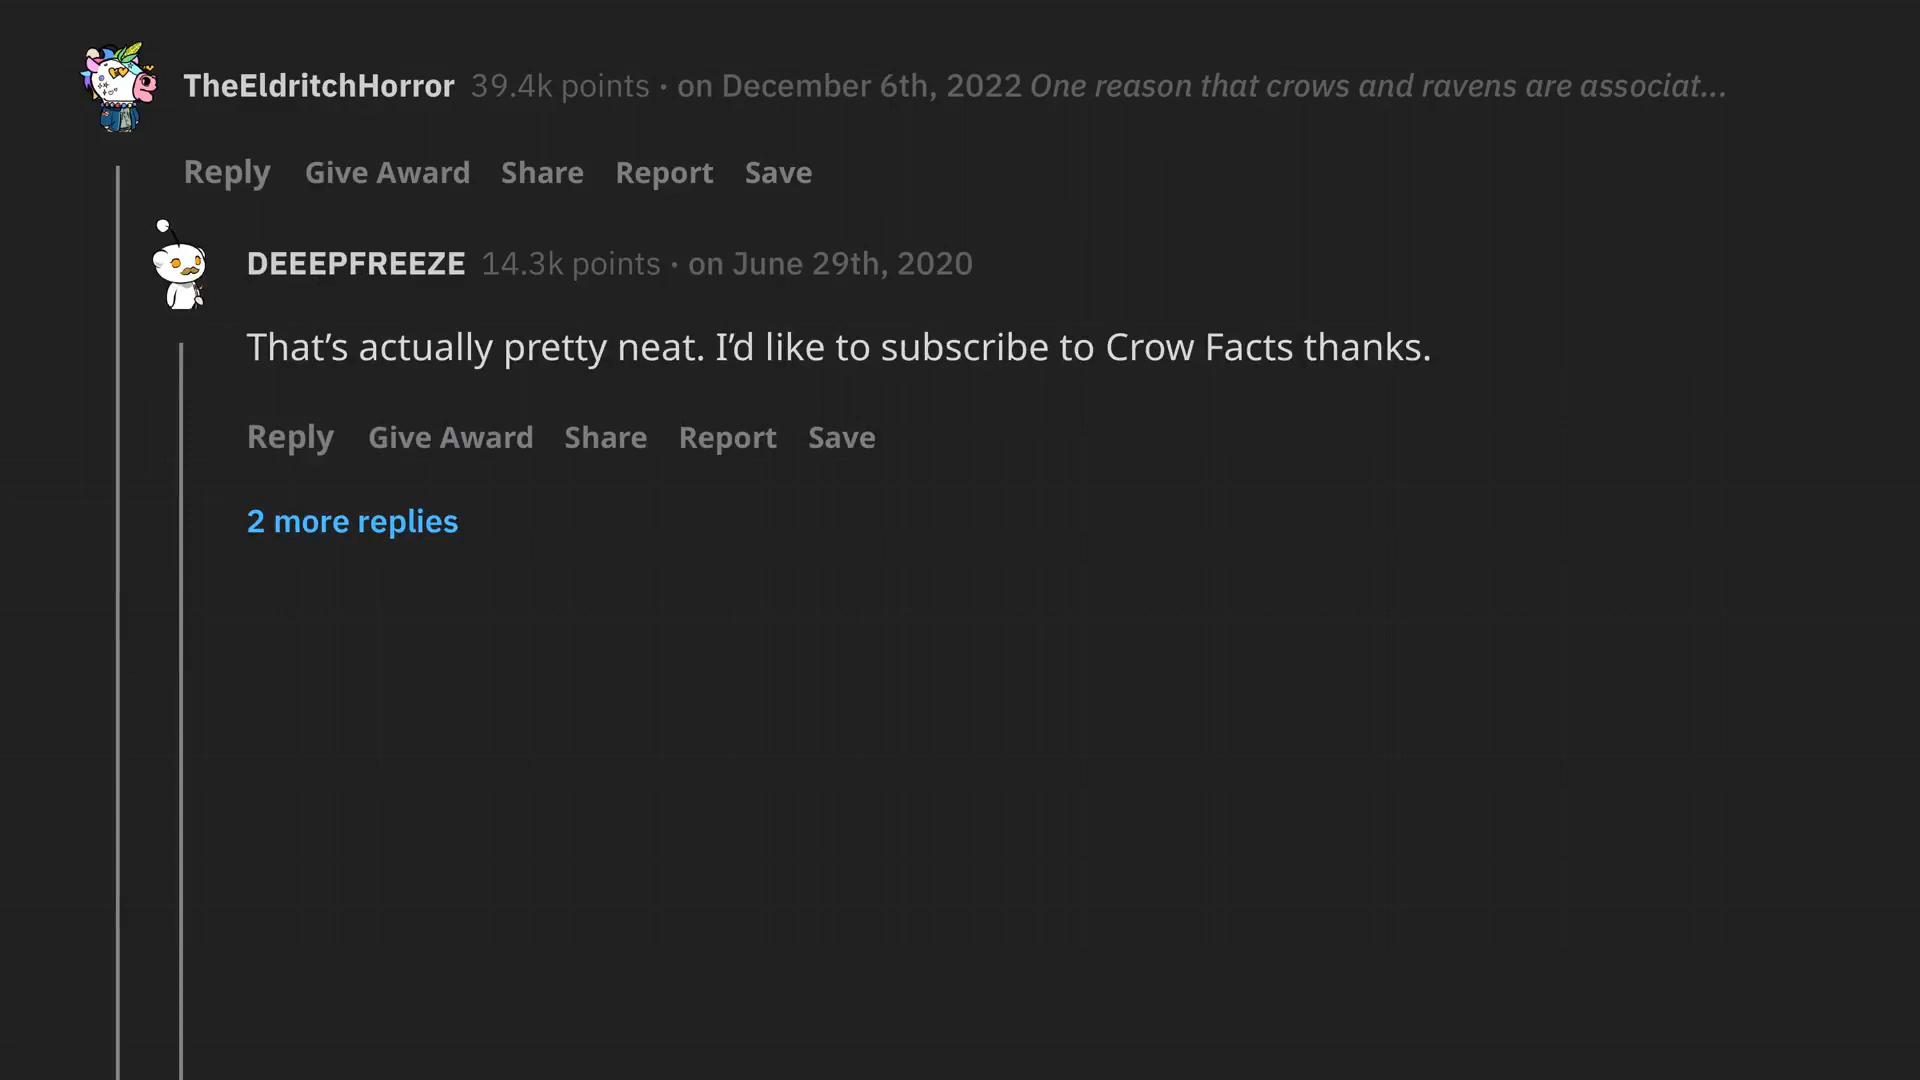 TheEldritchHorror 39.4k points · on December 6th, 2022 One reason that crows and ravens are associat...
Reply Give Award Share Report Save
DEEEPFREEZE 14.3k points · on June 29th, 2020
That’s actually pretty neat. I’d like to subscribe to Crow Facts thanks.
Reply Give Award Share Report Save
2 more replies